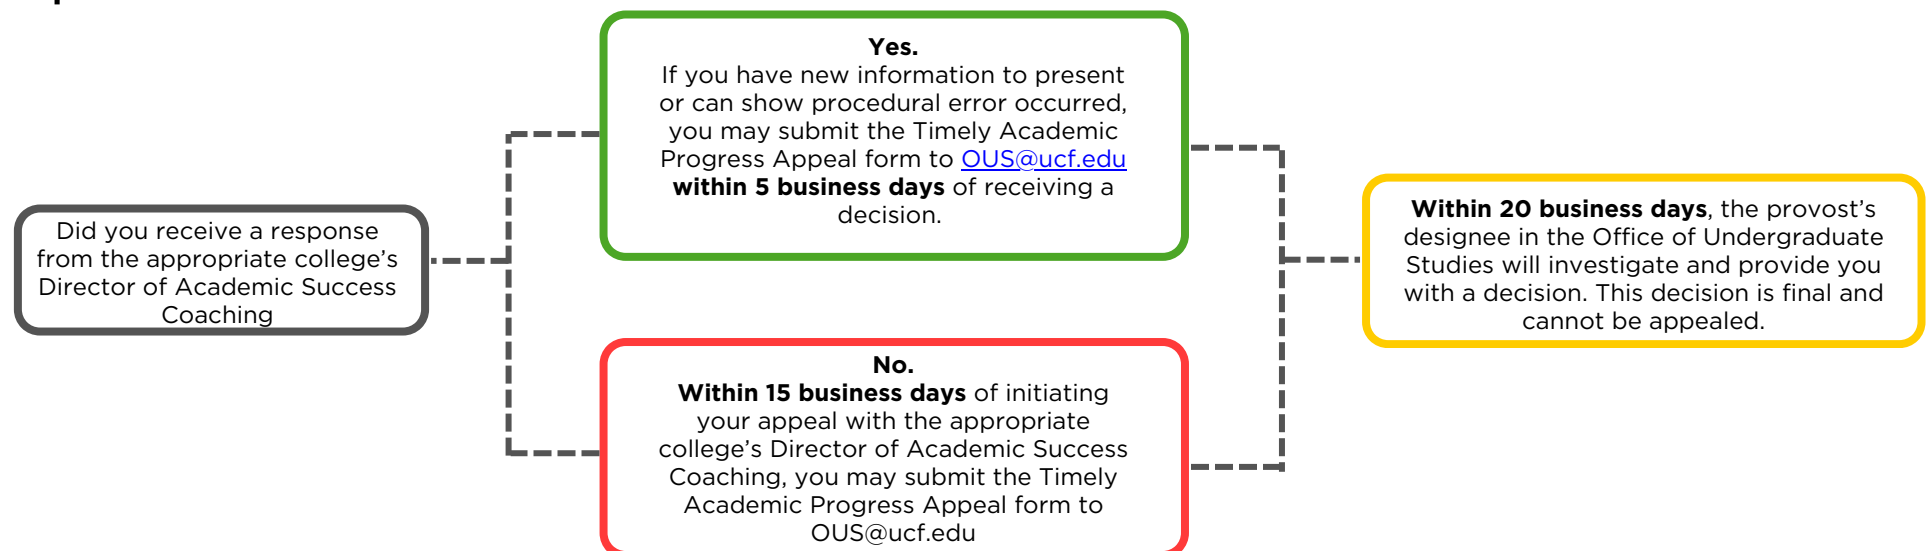 Did you receive a response
from the appropriate college's
Director of Academic Success
Coaching
Yes.
If you have new information to present
or can show procedural error occurred,
you may submit the Timely Academic
Progress Appeal form to OUS@ucf.edu
within 5 business days of receiving a
decision.
No.
Within 15 business days of initiating
your appeal with the appropriate
college's Director of Academic Success
Coaching, you may submit the Timely
Academic Progress Appeal form to
OUS@ucf.edu
Within 20 business days, the provost's
designee in the Office of Undergraduate
Studies will investigate and provide you
with a decision. This decision is final and
cannot be appealed.